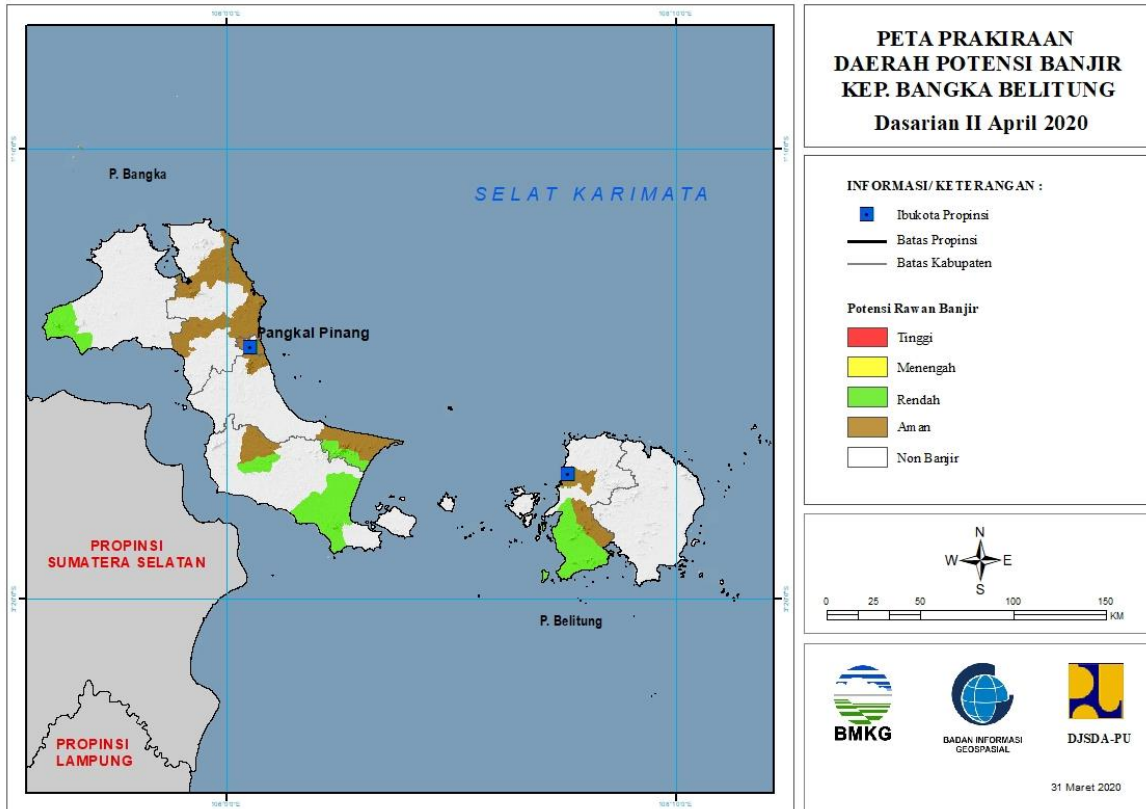 PETA PRAKIRAAN
DAERAH POTENSI BANJIR
KEP. BANGKA BELITUNG
Dasarian II April 2020
P. Bangka
SELAT KARIMATA
Pangkal Pinang
PROPINSI
SUMATERA SELATAN
P. Belitung
PROPINSI
LAMPUNG
INFORMASI/ KETERANGAN :
Ibukota Propinsi
Batas Propinsi
Batas Kabupaten
Potensi Rawan Banjir
Tinggi
Menengah
Rendah
Aman
Non Banjir
N
W E
S
0 25 50 100 150
KM
BMKG
BADAN INFORMASI
GEOSPASIAL
DJSDA-PU
31 Maret 2020